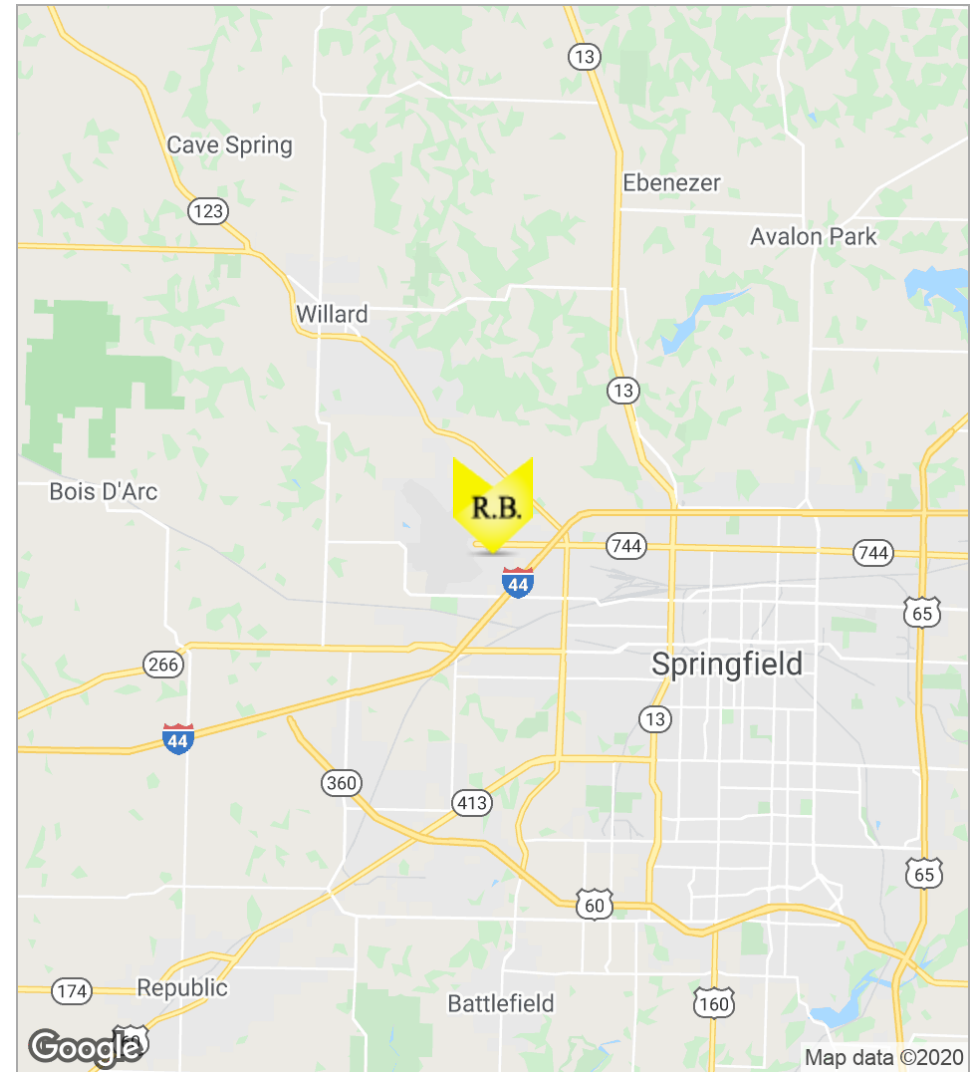 13
Cave Spring
Ebenezer
123
Avalon Park
Willard
13
Bois D'Arc
R.B.
744
744
44
65
266
Springfield
13
44
360
413
65
60
174
Republic
Battlefield
160
60
Google
Map data ©2020